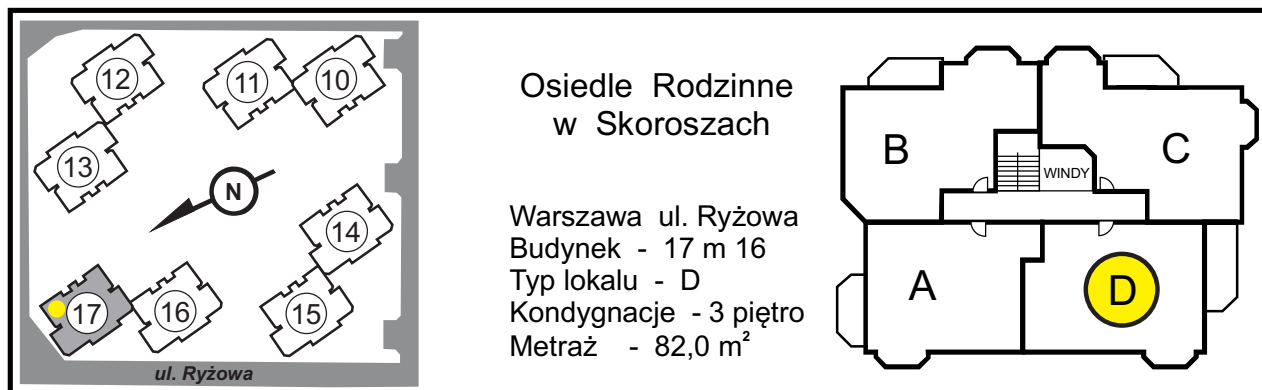 12
11
10
13
N
14
17
16
15
ul. Ryżowa
Osiedle Rodzinne
w Skoroszach
Warszawa ul. Ryżowa
Budynek - 17 m 16
Typ lokalu - D
Kondygnacje - 3 piętro
Metraż - 82,0 m²
B
C
WINDY
A
D